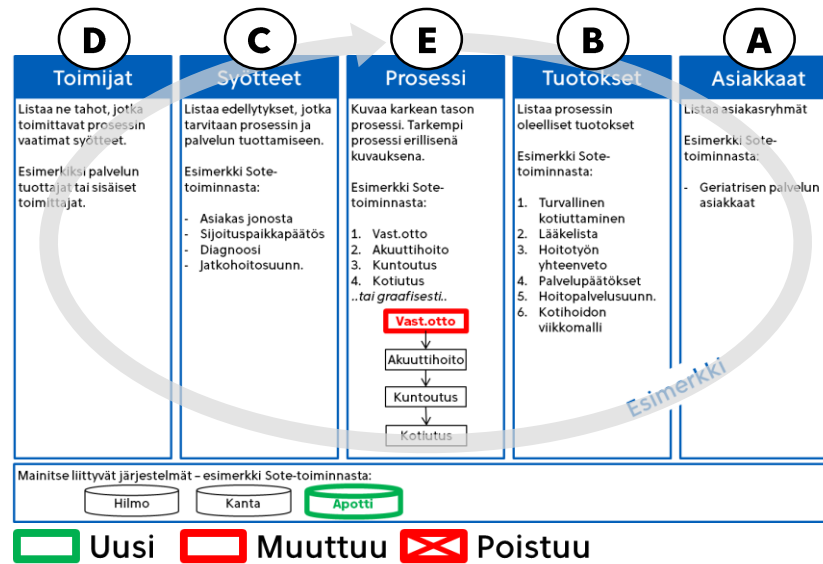 D
C
E
B
A
Toimijat
Syötteet
Prosessi
Tuotokset
Asiakkaat
Listaa ne tahot, jotka
toimittavat prosessin
vaatimat syötteet.
Esimerkiksi palvelun
tuottajat tai sisäiset
toimittajat.
Listaa edellytykset, jotka
tarvitaan prosessin ja
palvelun tuottamiseen.
Esimerkki Sote-
toiminnasta:
- Asiakas jonosta
- Sijoituspaikkapäätös
- Diagnoosi
- Jatkohoitosuunn.
Kuvaa karkean tason
prosessi. Tarkempi
prosessi erillisenä
kuvauksena.
Esimerkki Sote-
toiminnasta:
1. Vast.otto
2. Akuuttihoito
3. Kuntoutus
4. Kotiutus
..tai graafisesti..
Vast.otto
Akuuttihoito
Kuntoutus
Kotiutus
Listaa prosessin
oleelliset tuotokset
Esimerkki Sote-
toiminnasta:
1. Turvallinen
kotiuttaminen
2. Lääkelista
3. Hoitotyön
yhteenveto
4. Palvelupäätökset
5. Hoitopalvelusuunn.
6. Kotihoidon
viikkomalli
Listaa asiakasryhmät
Esimerkki Sote-
toiminnasta:
- Geriatrisen palvelun
asiakkaat
Esimerkki
Mainitse liittyvät järjestelmät – esimerkki Sote-toiminnasta:
Hilmo
Kanta
Apotti
Uusi
Muuttuu
Poistuu